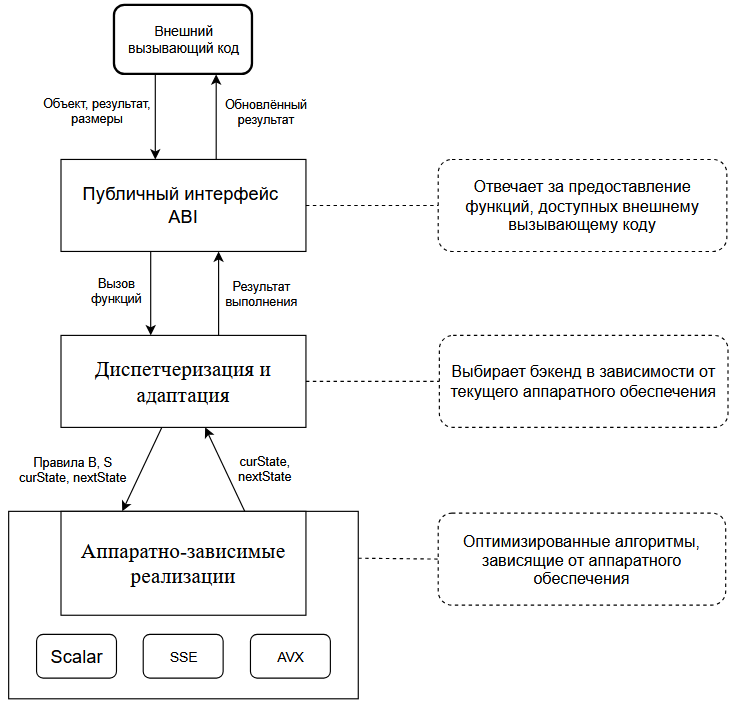 Внешний
вызывающий код
Объект, результат,
размеры
Обновлённый
результат
Публичный интерфейс
ABI
Отвечает за предоставление
функций, доступных внешнему
вызывающему коду
Вызов
функций
Результат
выполнения
Диспетчеризация и
адаптация
Выбирает бэкенд в зависимости от
текущего аппаратного обеспечения
Правила B, S
curState, nextState
curState,
nextState
Аппаратно-зависимые
реализации
Оптимизированные алгоритмы,
зависящие от аппаратного
обеспечения
Scalar
SSE
AVX